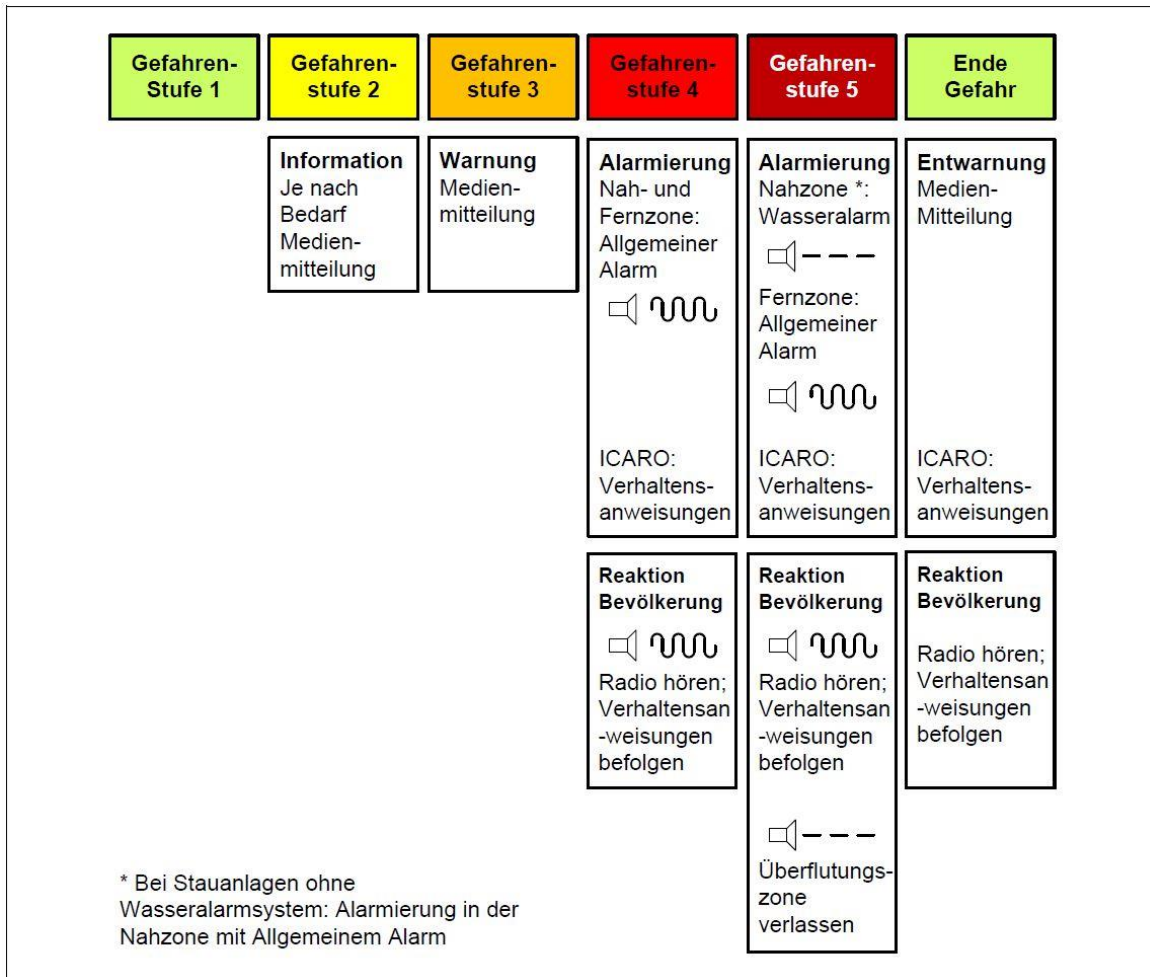 Gefahren-
Stufe 1
Gefahren-
stufe 2
Gefahren-
stufe 3
Gefahren-
stufe 4
Gefahren-
stufe 5
Ende
Gefahr
Information
Je nach
Bedarf
Medien-
mitteilung
Warnung
Medien-
mitteilung
Alarmierung
Nah- und
Fernzone:
Allgemeiner
Alarm
ICARO:
Verhaltens-
anweisungen
Alarmierung
Nahzone *:
Wasseralarm
Fernzone:
Allgemeiner
Alarm
ICARO:
Verhaltens-
anweisungen
Entwarnung
Medien-
Mitteilung
ICARO:
Verhaltens-
anweisungen
Reaktion
Bevölkerung
Radio hören;
Verhaltensan
-weisungen
befolgen
Reaktion
Bevölkerung
Radio hören;
Verhaltensan
-weisungen
befolgen
Überflutungs-
zone
verlassen
Reaktion
Bevölkerung
Radio hören;
Verhaltensan
-weisungen
befolgen
* Bei Stauanlagen ohne
Wasseralarmsystem: Alarmierung in der
Nahzone mit Allgemeinem Alarm